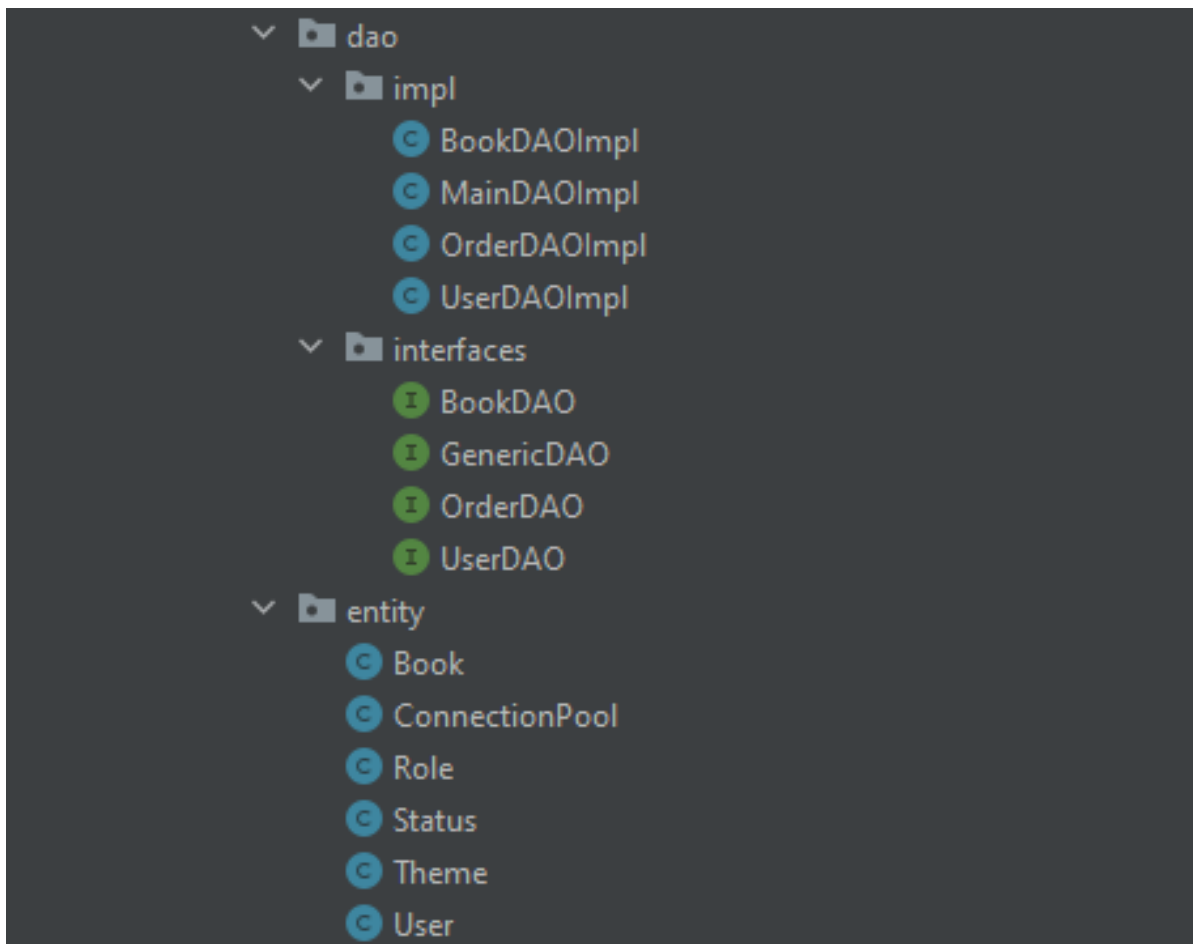 dao
impl
BookDAOImpl
MainDAOImpl
OrderDAOImpl
UserDAOImpl
interfaces
BookDAO
GenericDAO
OrderDAO
UserDAO
entity
Book
ConnectionPool
Role
Status
Theme
User